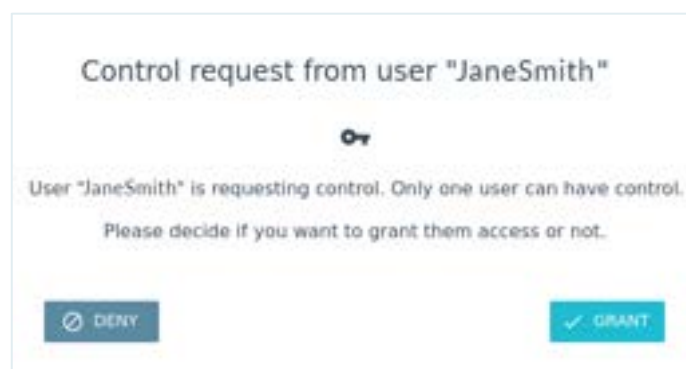 Control request from user "JaneSmith"
User "JaneSmith" is requesting control. Only one user can have control.
Please decide if you want to grant them access or not.
DENY
GRANT